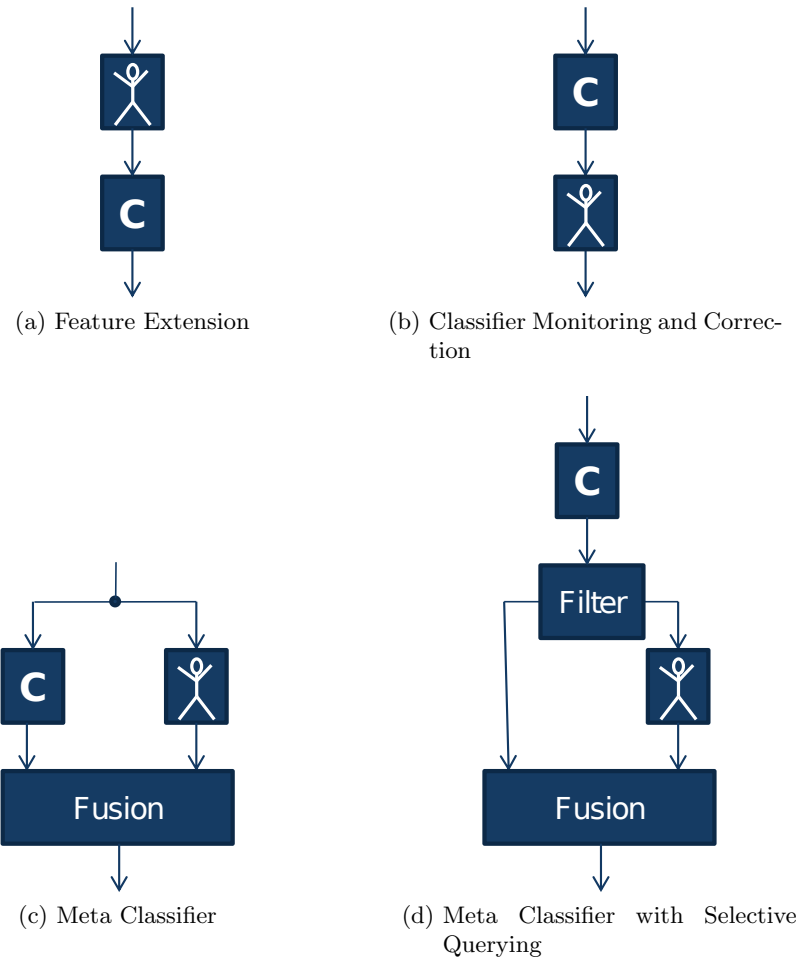 C
C
(a) Feature Extension
(b) Classifier Monitoring and Correc-
tion
C
Filter
C
Fusion
Fusion
(c) Meta Classifier
(d) Meta Classifier with Selective
Querying